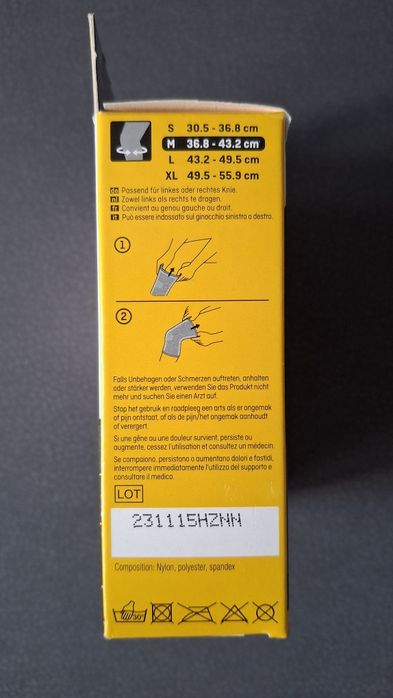 S 30.5 - 36.8 cm
M 36.8 - 43.2 cm
L 43.2 - 49.5 cm
XL 49.5 - 55.9 cm
de Passend für linkes oder rechtes Knie.
nl Zowel links als rechts te dragen.
fr Convient au genou gauche ou droit.
it Può essere indossato sul ginocchio sinistro o destro.
1
2
Falls Unbehagen oder Schmerzen auftreten, anhalten
oder stärker werden, verwenden Sie das Produkt nicht
mehr und suchen Sie einen Arzt auf.
Stop het gebruik en raadpleeg een arts als er ongemak
of pijn ontstaat, of als de pijn/het ongemak aanhoudt
of verergert.
Si une gêne ou une douleur survient, persiste ou
augmente, cessez l'utilisation et consultez un médecin.
Se compaiono, persistono o aumentano dolori e fastidi,
interrompere immediatamente l'utilizzo del supporto e
consultare il medico.
LOT
231115HZNN
Composition: Nylon, polyester, spandex
30°